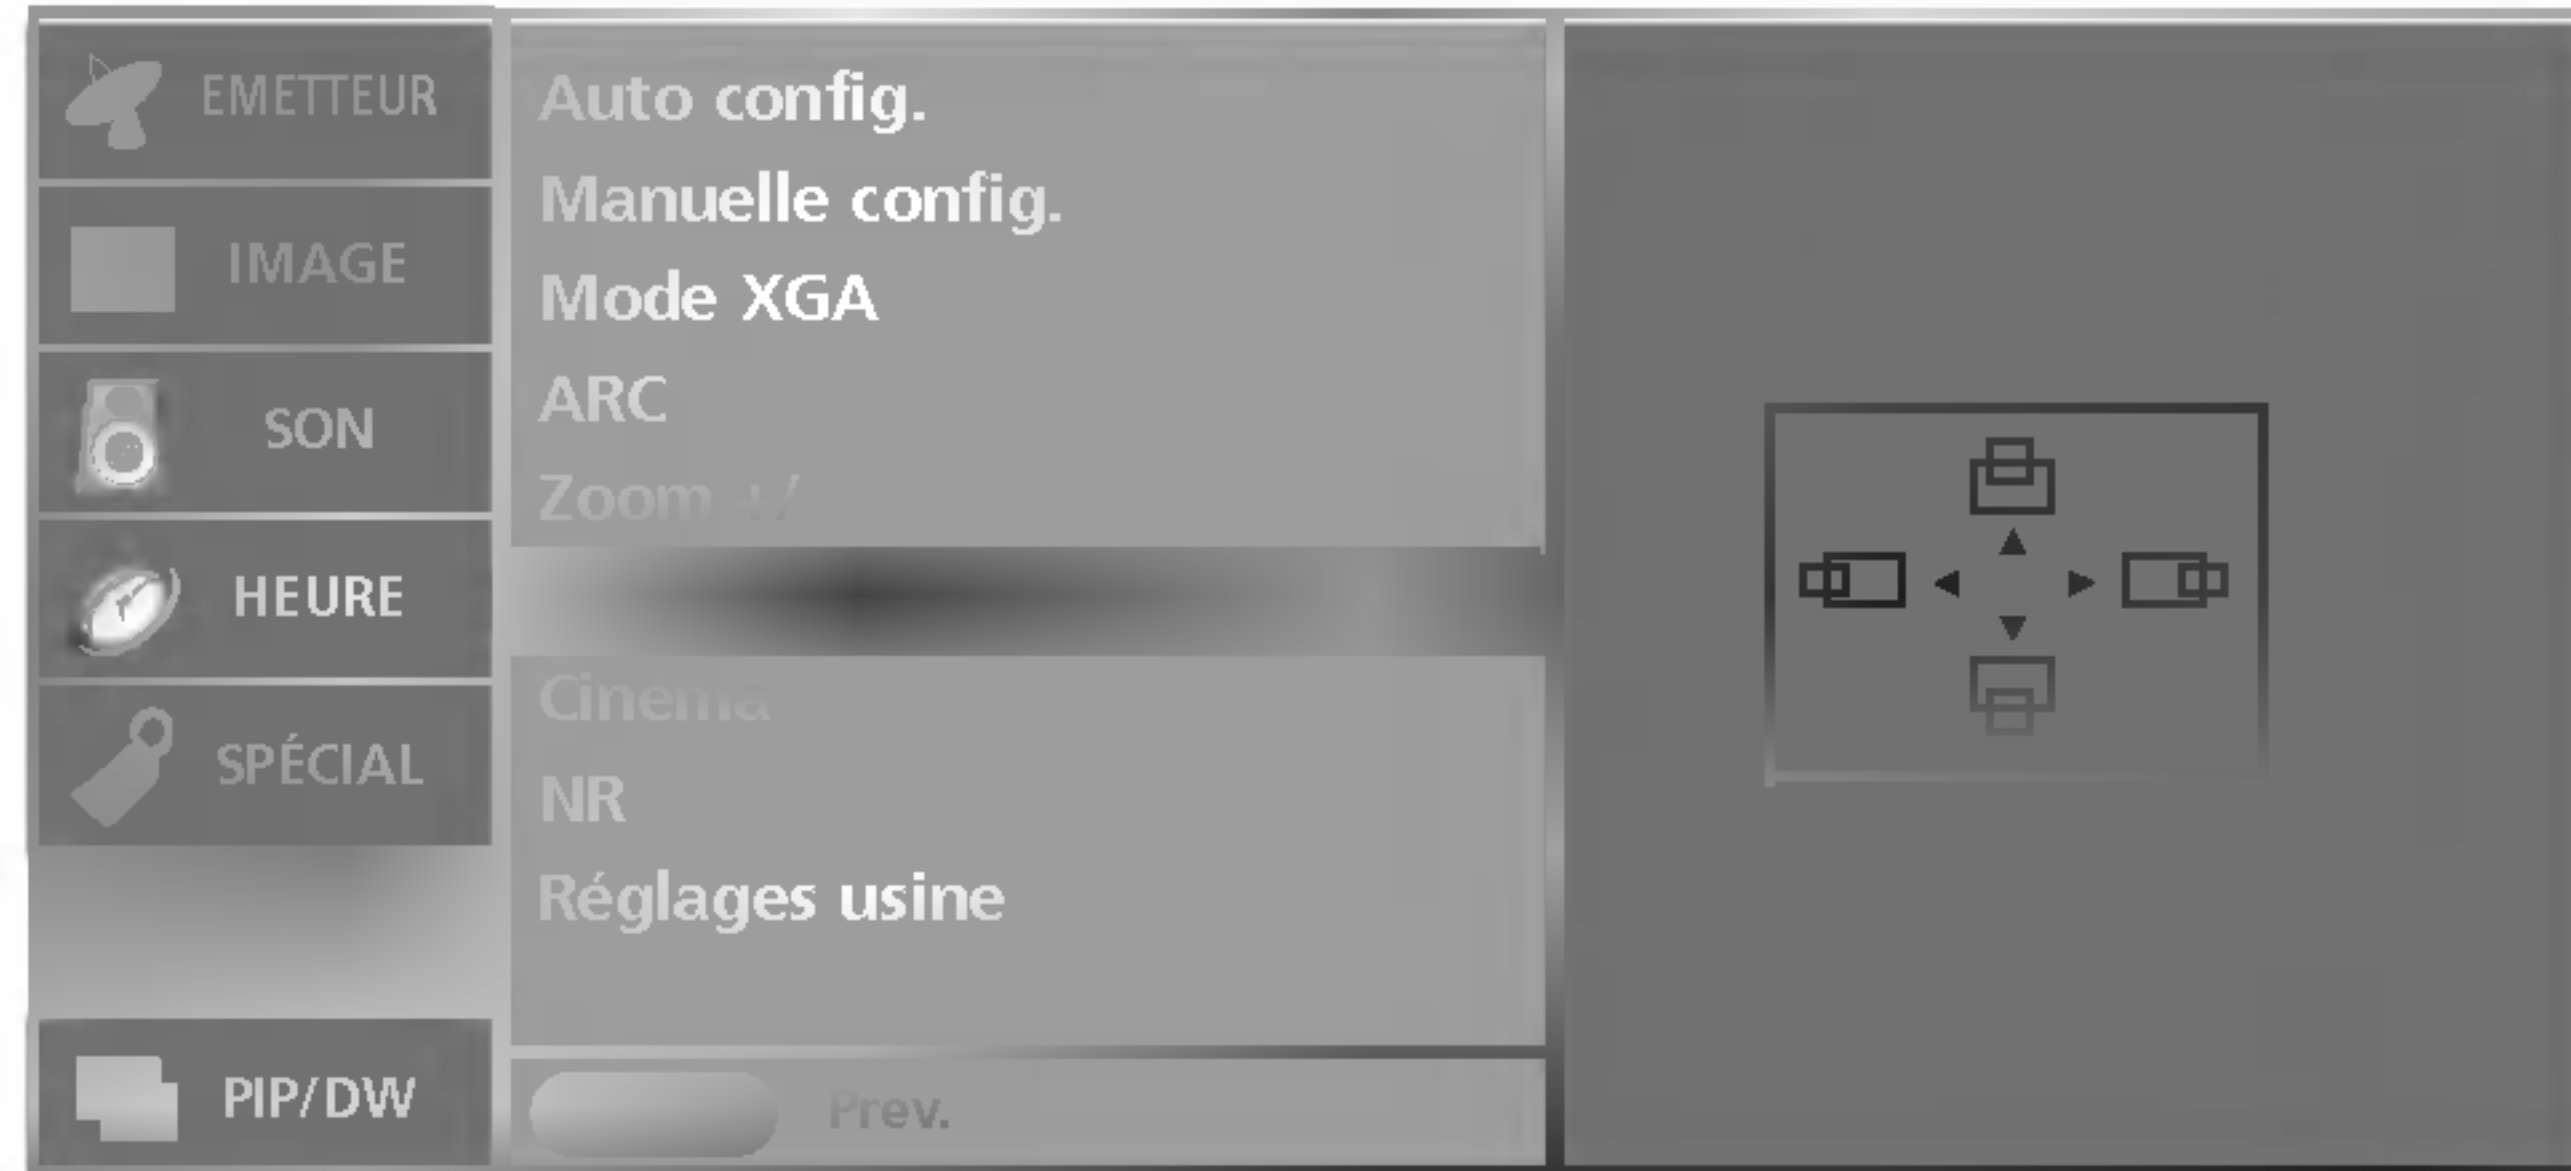 EMETTEUR
IMAGE
SON
HEURE
SPÉCIAL
PIP/DW
Auto config.
Manuelle config.
Mode XGA
ARC
Zoom +/
Cinéma
NR
Réglages usine
Prev.